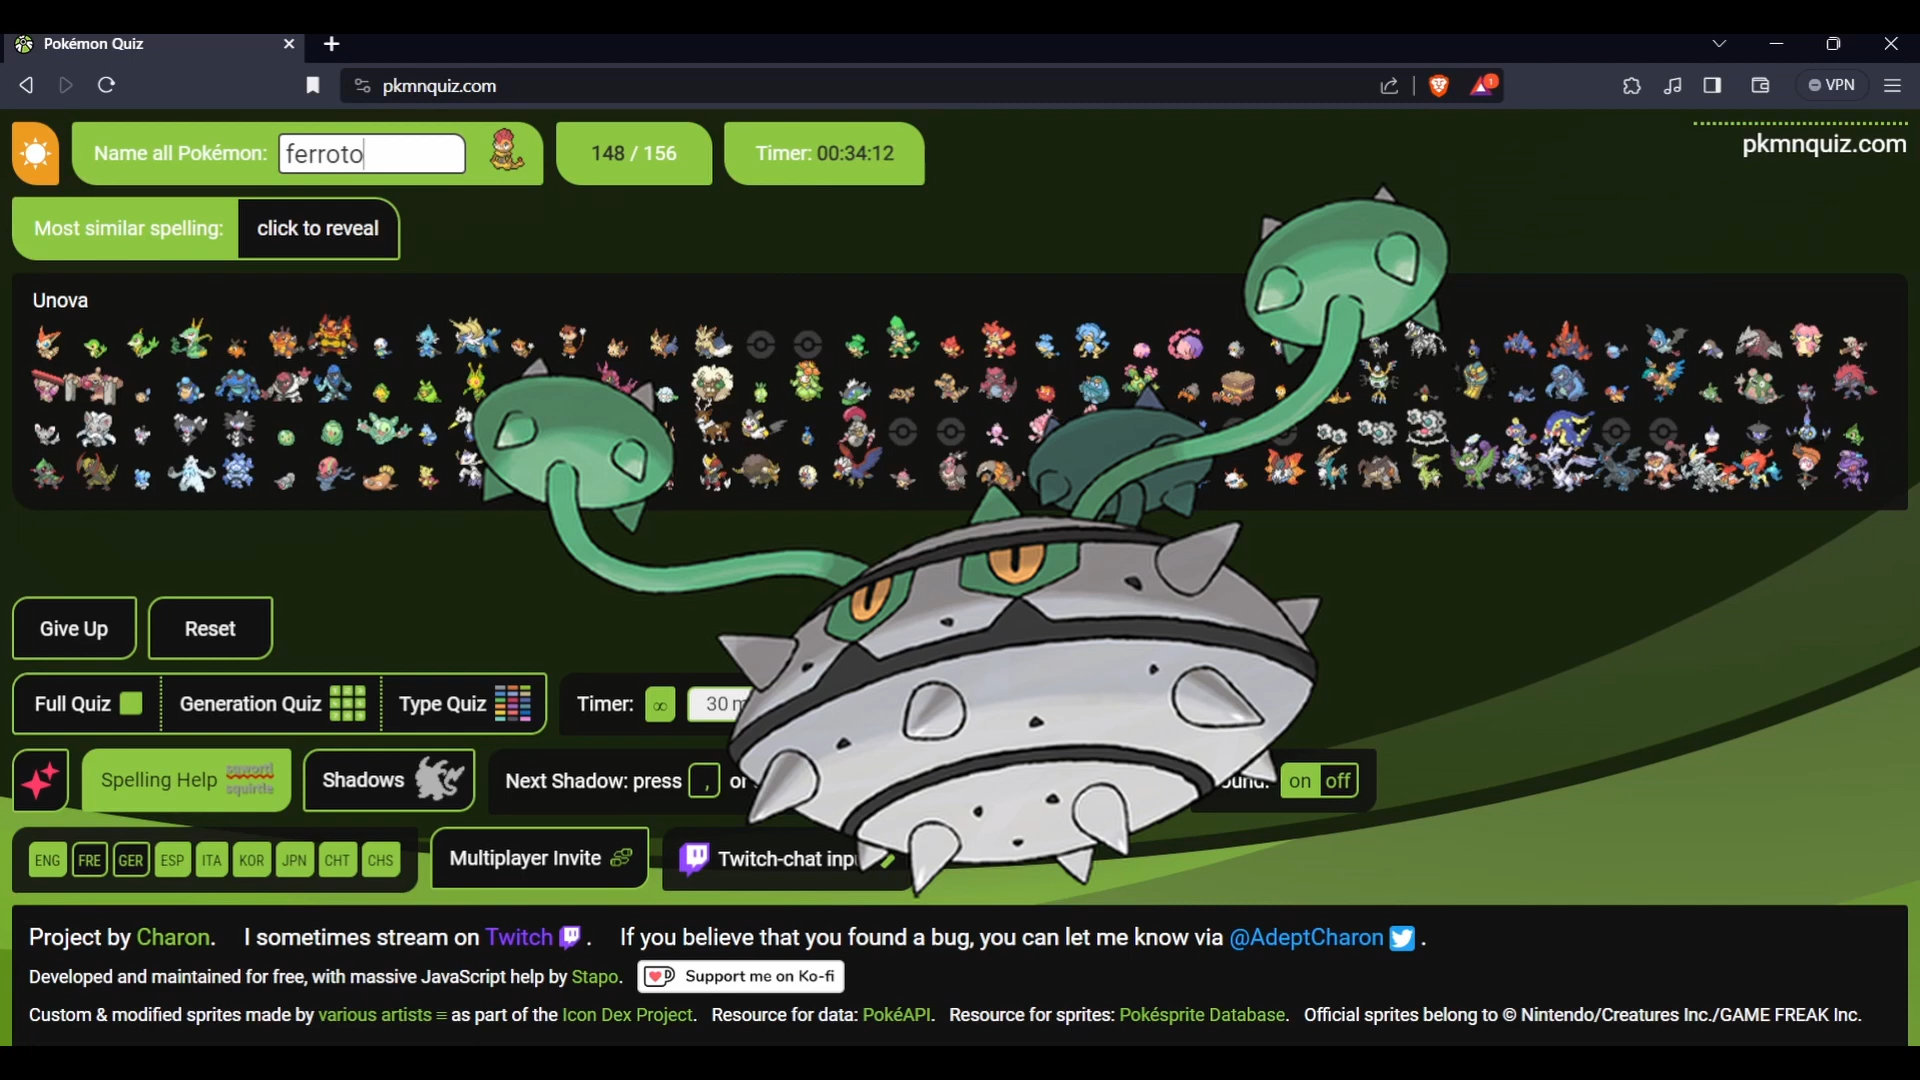 Pokémon Quiz
pkmnquiz.com
VPN
1
Name all Pokémon: ferroto
148 / 156
Timer: 00:34:12
pkmnquiz.com
Most similar spelling: click to reveal
Unova
Give Up Reset
Full Quiz Generation Quiz Type Quiz Timer: ∞ 30
Spelling Help squirtl squirtle Shadows Next Shadow: press , on off
ENG FRE GER ESP ITA KOR JPN CHT CHS Multiplayer Invite Twitch-chat
Project by Charon. I sometimes stream on Twitch. If you believe that you found a bug, you can let me know via @AdeptCharon.
Developed and maintained for free, with massive JavaScript help by Stapo. Support me on Ko-fi
Custom & modified sprites made by various artists ≡ as part of the Icon Dex Project. Resource for data: PokéAPI. Resource for sprites: Pokésprite Database. Official sprites belong to © Nintendo/Creatures Inc./GAME FREAK Inc.